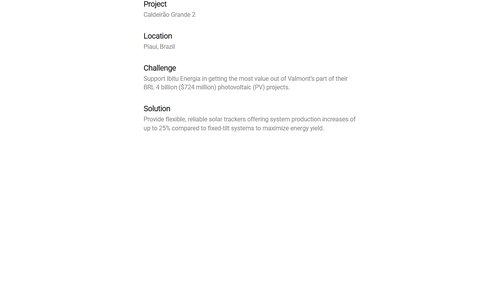 Project
Caldeirão Grande 2
Location
Piaui, Brazil
Challenge
Support Ibitu Energia in getting the most value out of Valmont's part of their
BRL 4 billion ($724 million) photovoltaic (PV) projects.
Solution
Provide flexible, reliable solar trackers offering system production increases of
up to 25% compared to fixed-tilt systems to maximize energy yield.